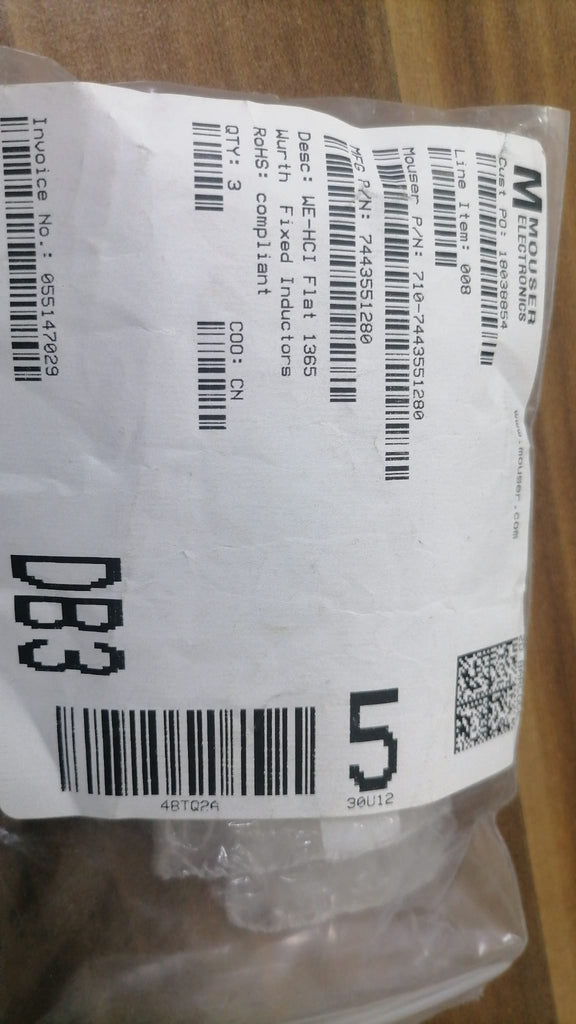 MOUSER
ELECTRONICS
www.mouser.com
Cust PO: 18038854
Line Item: 008
Mouser P/N: 710-7443551280
MFG P/N: 7443551280
Desc: WE-HCI Flat 1365
Wurth Fixed Inductors
RoHS: compliant
QTY: 3
COO: CN
Invoice No.: 055147029
5
30U12
48TQ2A
DB3